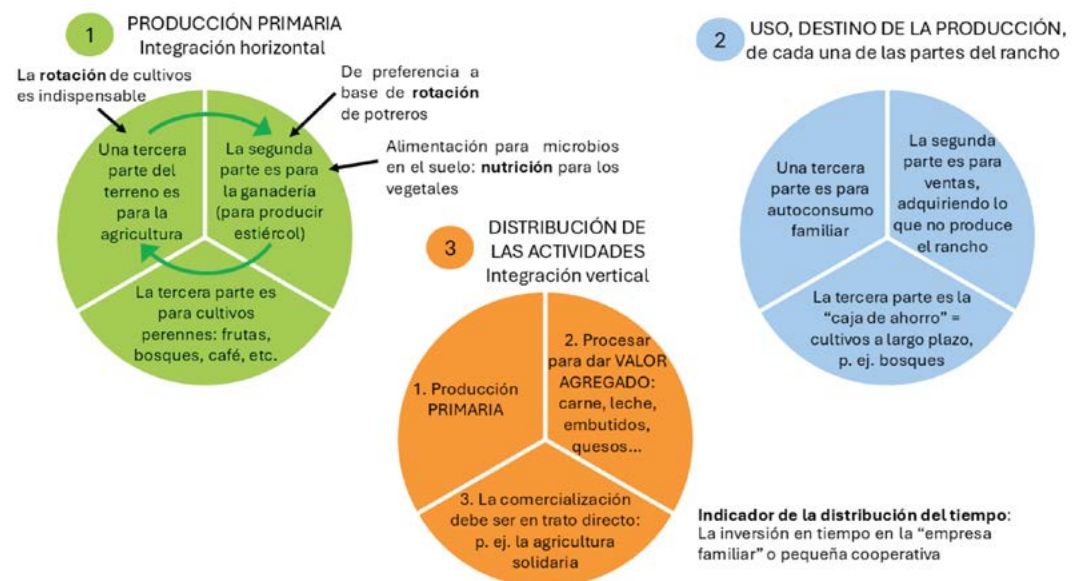 1
PRODUCCIÓN PRIMARIA
Integración horizontal
La rotación de cultivos
es indispensable
De preferencia a
base de rotación
de potreros
Alimentación para microbios
en el suelo: nutrición para los
vegetales
Una tercera
parte del
terreno es
para la
agricultura
La segunda
parte es para
la ganadería
(para producir
estiércol)
La tercera parte es
para cultivos
perennes: frutas,
bosques, café, etc.
2
USO, DESTINO DE LA PRODUCCIÓN,
de cada una de las partes del rancho
Una tercera
parte es para
autoconsumo
familiar
La segunda
parte es para
ventas,
adquiriendo lo
que no produce
el rancho
La tercera parte es la
“caja de ahorro” =
cultivos a largo plazo,
p. ej. bosques
3
DISTRIBUCIÓN DE
LAS ACTIVIDADES
Integración vertical
1. Producción
PRIMARIA
2. Procesar
para dar VALOR
AGREGADO:
carne, leche,
embutidos,
quesos...
3. La comercialización
debe ser en trato directo:
p. ej. la agricultura
solidaria
Indicador de la distribución del tiempo:
La inversión en tiempo en la “empresa
familiar” o pequeña cooperativa